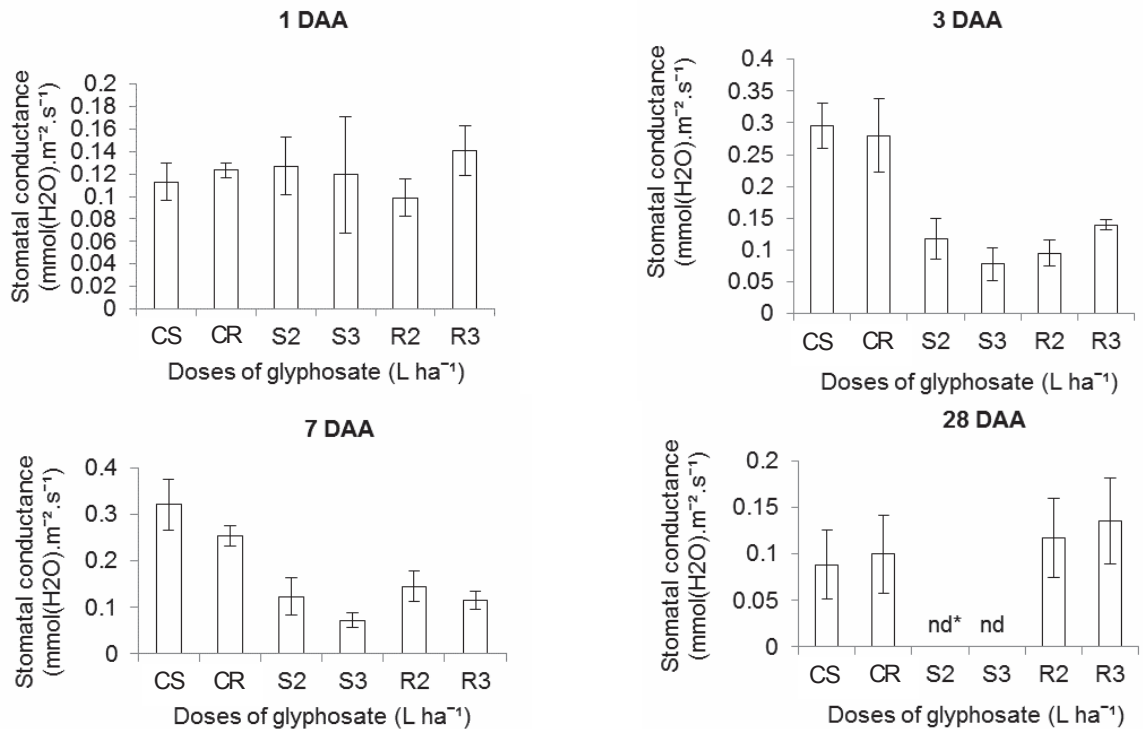 1 DAA
Stomatal conductance
(mmol(H2O).m⁻².s⁻¹)
0.2
0.18
0.16
0.14
0.12
0.1
0.08
0.06
0.04
0.02
0
CS CR S2 S3 R2 R3
Doses of glyphosate (L ha⁻¹)
3 DAA
Stomatal conductance
(mmol(H2O).m⁻².s⁻¹)
0.4
0.35
0.3
0.25
0.2
0.15
0.1
0.05
0
CS CR S2 S3 R2 R3
Doses of glyphosate (L ha⁻¹)
7 DAA
Stomatal conductance
(mmol(H2O).m⁻².s⁻¹)
0.4
0.3
0.2
0.1
0
CS CR S2 S3 R2 R3
Doses of glyphosate (L ha⁻¹)
28 DAA
Stomatal conductance
(mmol(H2O).m⁻².s⁻¹)
0.2
0.15
0.1
0.05
0
nd* nd
CS CR S2 S3 R2 R3
Doses of glyphosate (L ha⁻¹)